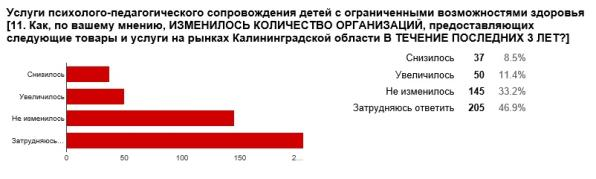 Услуги психолого-педагогического сопровождения детей с ограниченными возможностями здоровья
[11. Как, по вашему мнению, ИЗМЕНИЛОСЬ КОЛИЧЕСТВО ОРГАНИЗАЦИЙ, предоставляющих
следующие товары и услуги на рынках Калининградской области В ТЕЧЕНИЕ ПОСЛЕДНИХ 3 ЛЕТ?]
Снизилось 37 8.5%
Увеличилось 50 11.4%
Не изменилось 145 33.2%
Затрудняюсь ответить 205 46.9%
Снизилось
Увеличилось
Не изменилось
Затрудняюс...
0 50 100 150 2...